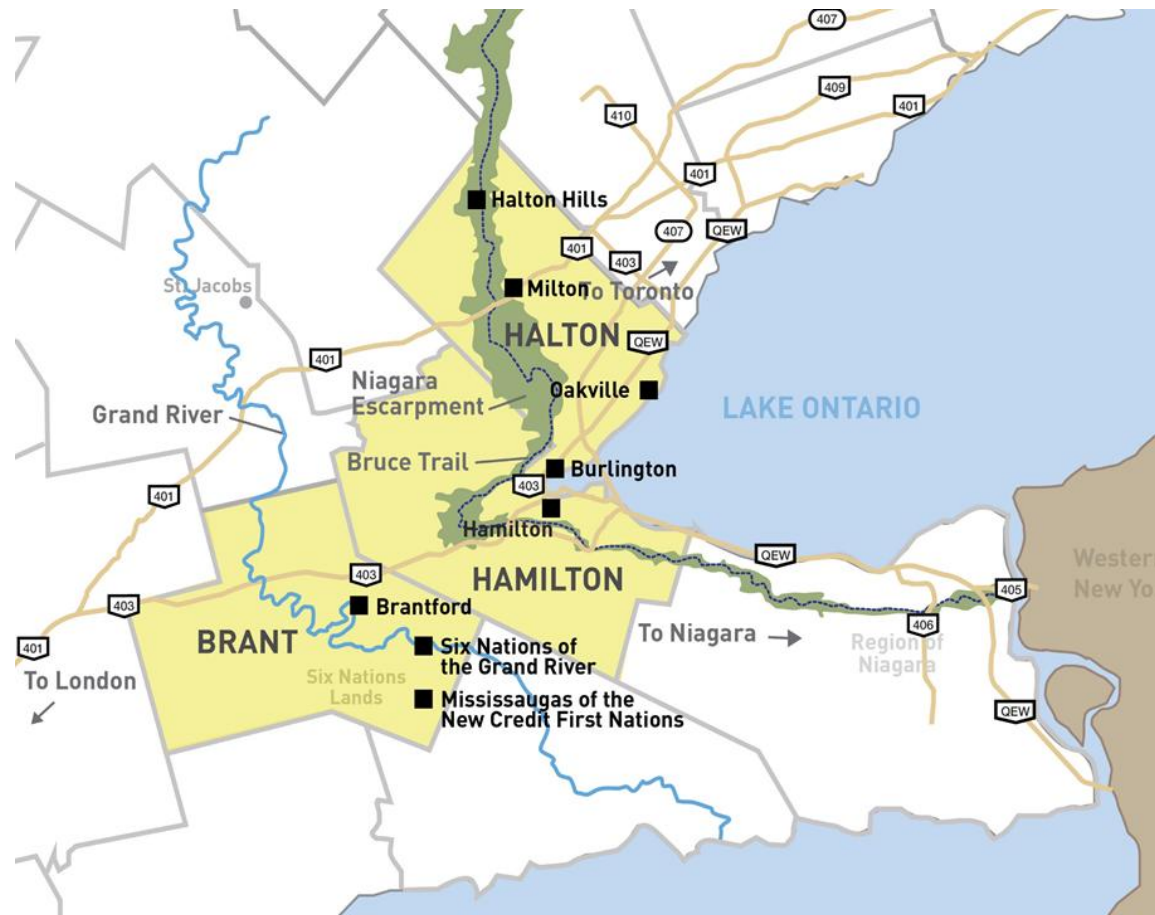 407
409
401
410
Halton Hills
401
407
QEW
401
403
St. Jacobs
To Toronto
Milton
HALTON
QEW
401
Niagara
Escarpment
Oakville
Grand River
LAKE ONTARIO
Bruce Trail
Burlington
403
401
Hamilton
QEW
Western
New Yo
403
HAMILTON
405
403
Brantford
406
BRANT
To Niagara
Region of
Niagara
401
Six Nations of
the Grand River
To London
Six Nations
Lands
Mississaugas of the
New Credit First Nations
QEW